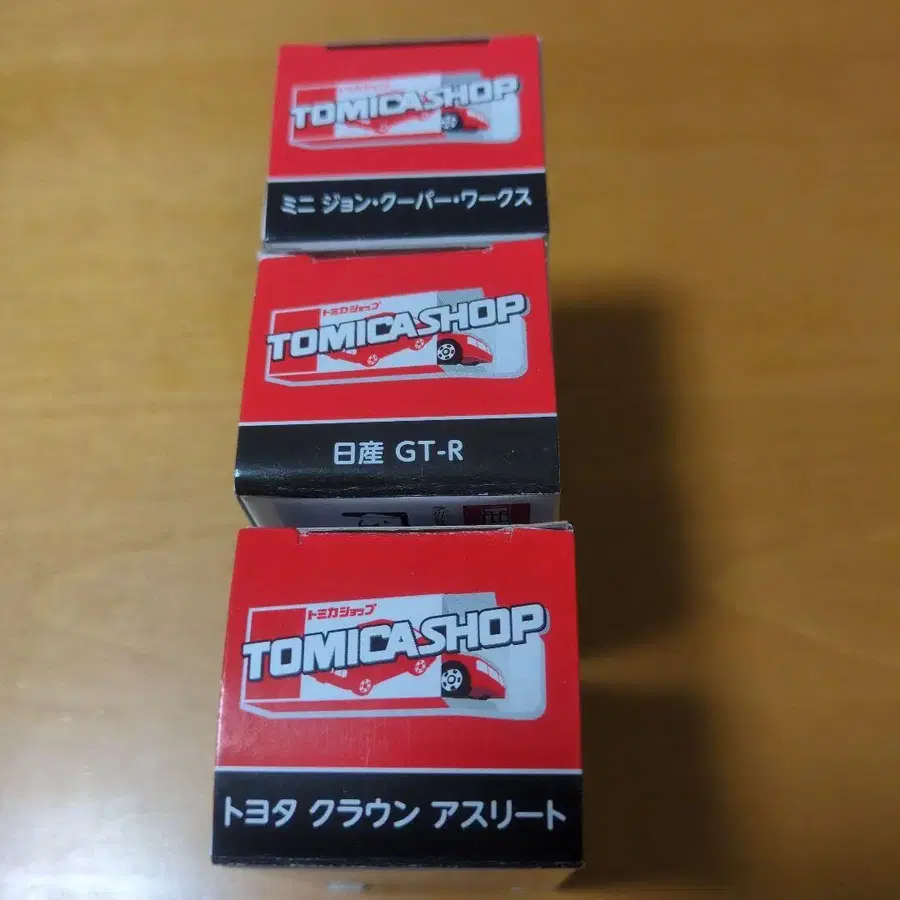 TOMICASHOP
ミニ ジョン・クーパー・ワークス
トミカショップ
TOMICASHOP
日産 GT-R
トミカショップ
TOMICASHOP
トヨタ クラウン アスリート